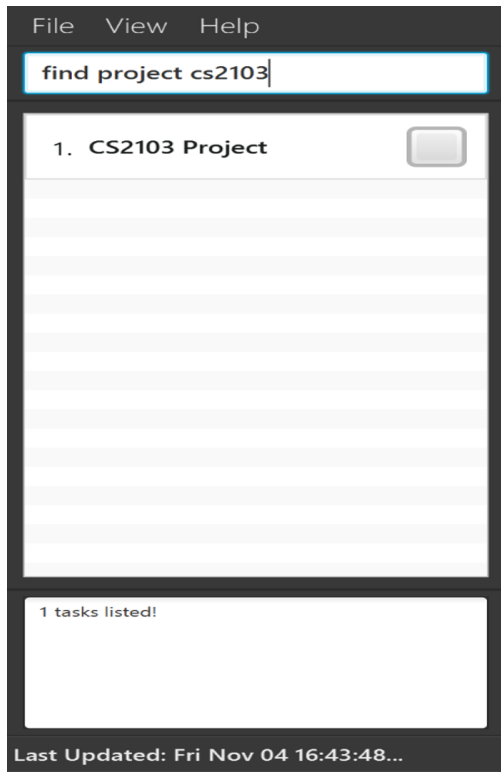 File View Help
find project cs2103
1. CS2103 Project
1 tasks listed!
Last Updated: Fri Nov 04 16:43:48...